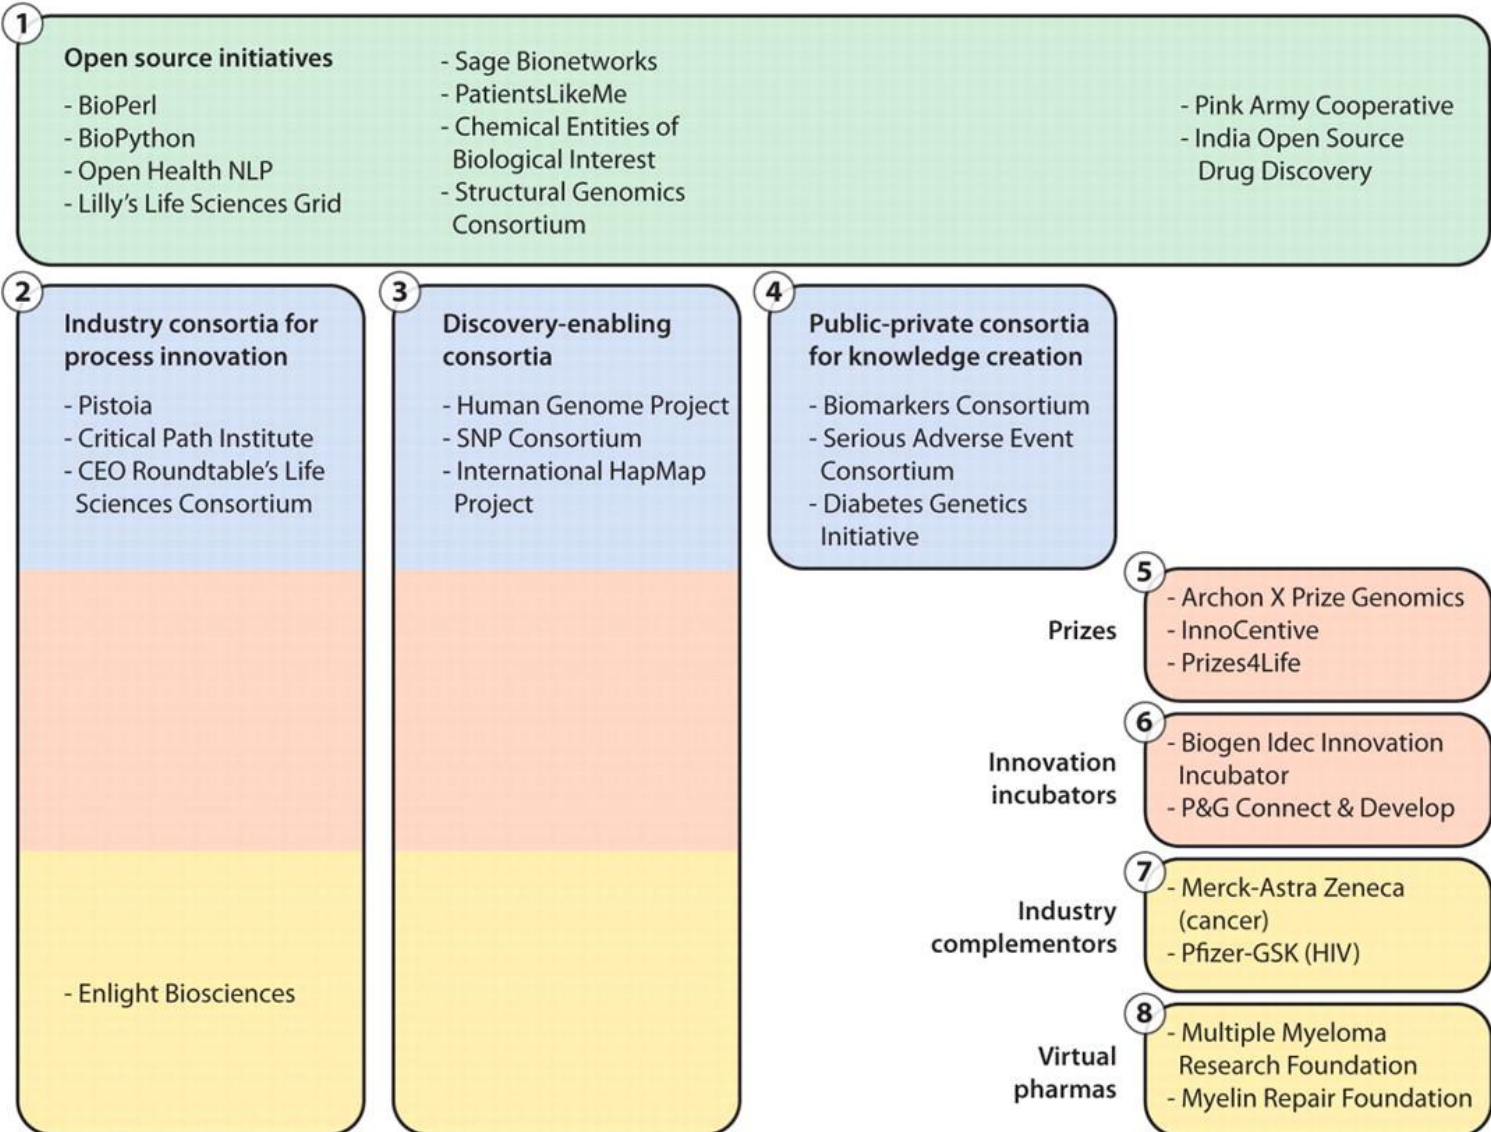 1
Open source initiatives
- BioPerl
- BioPython
- Open Health NLP
- Lilly's Life Sciences Grid
- Sage Bionetworks
- PatientsLikeMe
- Chemical Entities of
Biological Interest
- Structural Genomics
Consortium
- Pink Army Cooperative
- India Open Source
Drug Discovery
2
Industry consortia for
process innovation
- Pistoia
- Critical Path Institute
- CEO Roundtable's Life
Sciences Consortium
- Enlight Biosciences
3
Discovery-enabling
consortia
- Human Genome Project
- SNP Consortium
- International HapMap
Project
4
Public-private consortia
for knowledge creation
- Biomarkers Consortium
- Serious Adverse Event
Consortium
- Diabetes Genetics
Initiative
Prizes
5
- Archon X Prize Genomics
- InnoCentive
- Prizes4Life
Innovation
incubators
6
- Biogen Idec Innovation
Incubator
- P&G Connect & Develop
Industry
complementors
7
- Merck-Astra Zeneca
(cancer)
- Pfizer-GSK (HIV)
Virtual
pharmas
8
- Multiple Myeloma
Research Foundation
- Myelin Repair Foundation